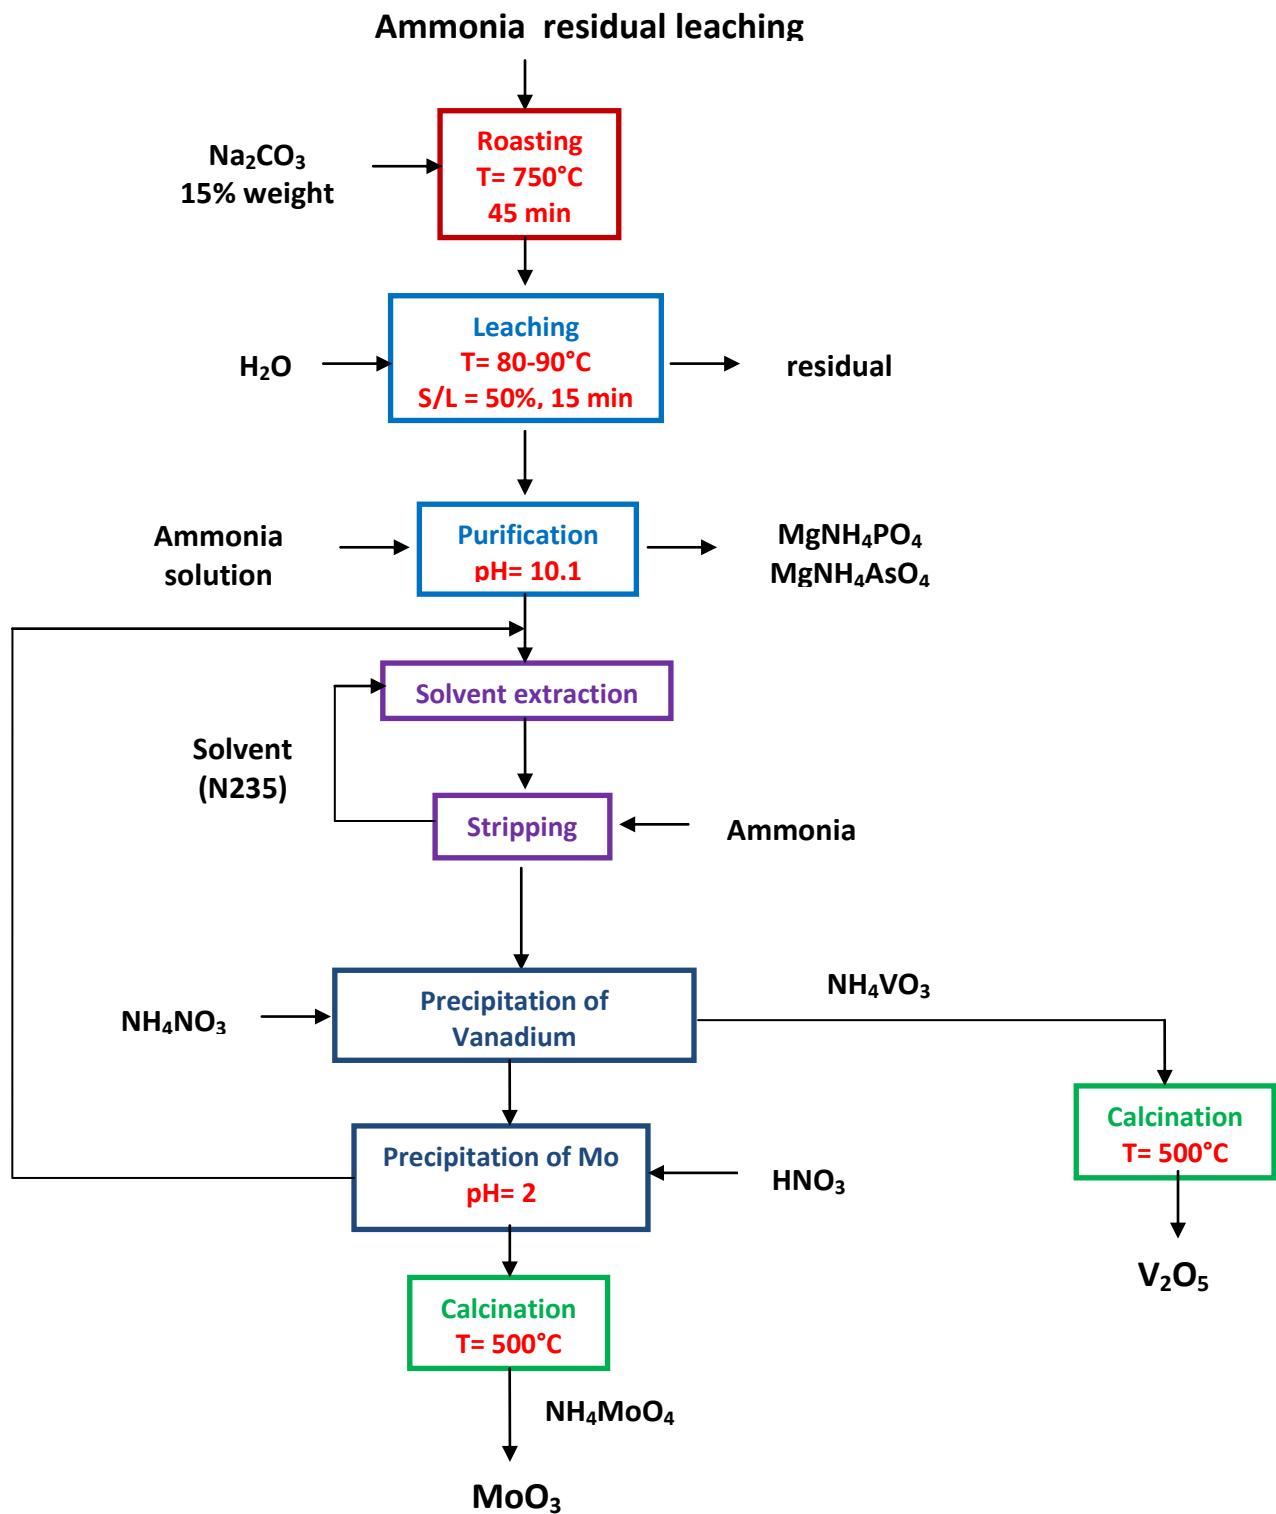 Ammonia residual leaching
Na₂CO₃
15% weight
Roasting
T= 750°C
45 min
H₂O
Leaching
T= 80-90°C
S/L = 50%, 15 min
residual
Ammonia
solution
Purification
pH= 10.1
MgNH₄PO₄
MgNH₄AsO₄
Solvent extraction
Solvent
(N235)
Stripping
Ammonia
NH₄NO₃
Precipitation of
Vanadium
NH₄VO₃
Calcination
T= 500°C
V₂O₅
Precipitation of Mo
pH= 2
HNO₃
Calcination
T= 500°C
NH₄MoO₄
MoO₃